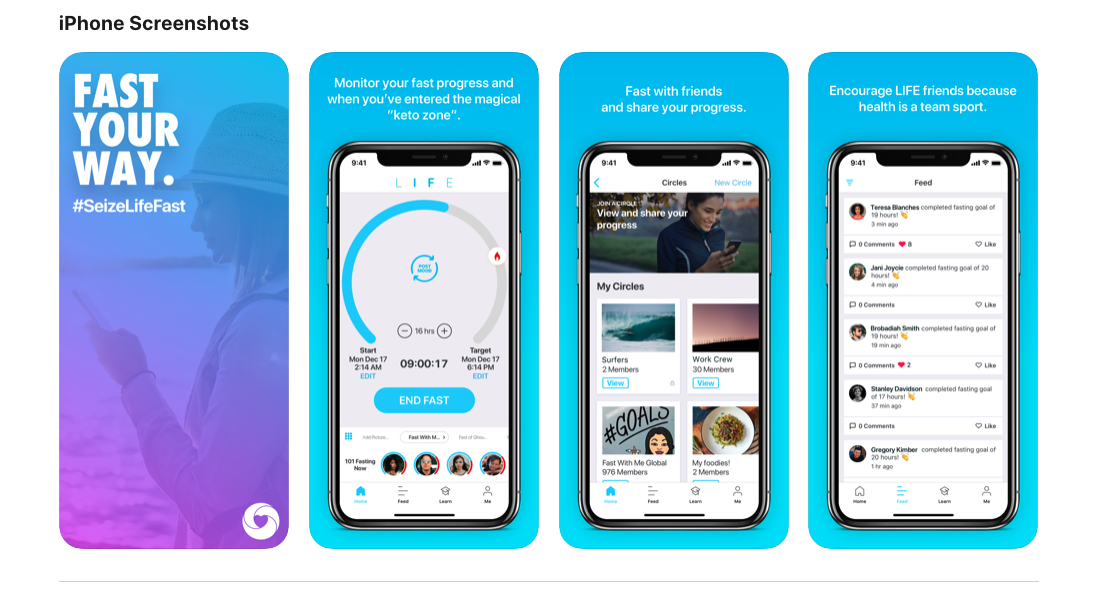 iPhone Screenshots
FAST
YOUR
WAY.
#SeizeLifeFast
Monitor your fast progress and
when you've entered the magical
"keto zone".
9:41
LIFE
POST
MOOD
16 hrs
Start
Mon Dec 17
2:14 AM
EDIT
09:00:17
Target
Mon Dec 17
6:14 PM
EDIT
END FAST
Add Picture...
Fast With M... >
Fast of Ghou...
101 Fasting
Now
Home
Feed
Learn
Me
Fast with friends
and share your progress.
9:41
Circles
New Circle
JOIN A CIRCLE
View and share your
progress
My Circles
Surfers
2 Members
View
Work Crew
30 Members
View
#GOALS
Fast With Me Global
976 Members
My foodies!
2 Members
Home
Feed
Learn
Me
Encourage LIFE friends because
health is a team sport.
9:41
Feed
Teresa Blanches completed fasting goal of
19 hours! 👏
3 min ago
0 Comments 8 Like
Jani Joycie completed fasting goal of 20
hours! 👏
4 min ago
0 Comments Like
Brobadiah Smith completed fasting goal of
19 hours! 👏
19 min ago
0 Comments 2 Like
Stanley Davidson completed fasting goal
of 17 hours! 👏
37 min ago
0 Comments Like
Gregory Kimber completed fasting goal of
20 hours! 👏
1 hr ago
Home
Feed
Learn
Me